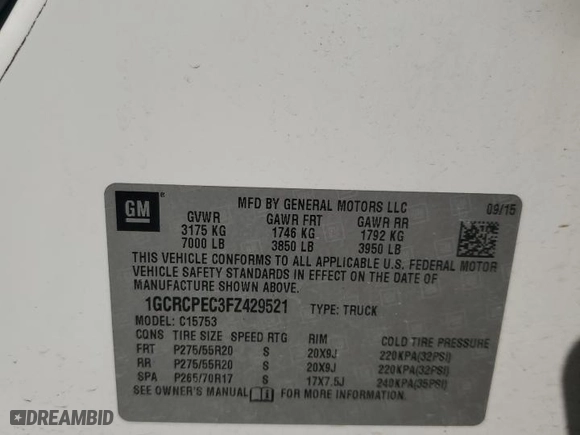 GM
MFD BY GENERAL MOTORS LLC
09/15
GVWR GAWR FRT GAWR RR
3175 KG 1746 KG 1792 KG
7000 LB 3850 LB 3950 LB
THIS VEHICLE CONFORMS TO ALL APPLICABLE U.S. FEDERAL MOTOR
VEHICLE SAFETY STANDARDS IN EFFECT ON THE DATE OF
MANUFACTURE SHOWN ABOVE.
1GCRCPEC3FZ429521 TYPE: TRUCK
MODEL: C15753
CQNS TIRE SIZE SPEED RTG RIM COLD TIRE PRESSURE
FRT P275/55R20 S 20X9J 220KPA(32PSI)
RR P275/55R20 S 20X9J 220KPA(32PSI)
SPA P265/70R17 S 17X7.5J 240KPA(35PSI)
SEE OWNER'S MANUAL FOR MORE INFORMATION.
DREAMBID